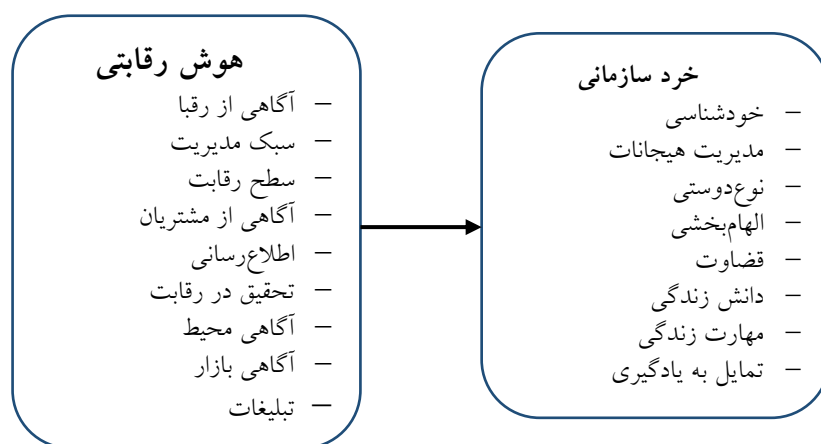 هوش رقابتی
– آگاهی از رقبا
– سبک مدیریت
– سطح رقابت
– آگاهی از مشتریان
– اطلاع‌رسانی
– تحقیق در رقابت
– آگاهی محیط
– آگاهی بازار
– تبلیغات
خرد سازمانی
– خودشناسی
– مدیریت هیجانات
– نوع‌دوستی
– الهام‌بخشی
– قضاوت
– دانش زندگی
– مهارت زندگی
– تمایل به یادگیری